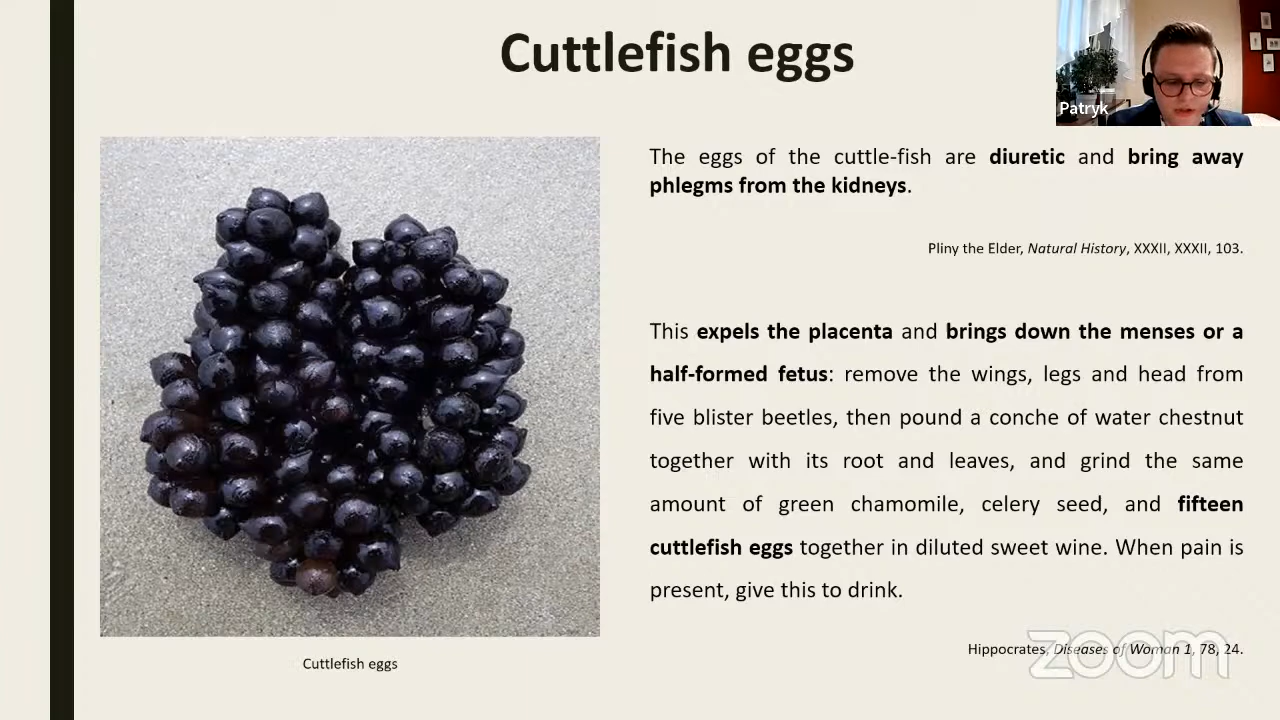 Cuttlefish eggs
Patryk
The eggs of the cuttle-fish are diuretic and bring away
phlegms from the kidneys.
Pliny the Elder, Natural History, XXXII, XXXII, 103.
This expels the placenta and brings down the menses or a
half-formed fetus: remove the wings, legs and head from
five blister beetles, then pound a conche of water chestnut
together with its root and leaves, and grind the same
amount of green chamomile, celery seed, and fifteen
cuttlefish eggs together in diluted sweet wine. When pain is
present, give this to drink.
Hippocrates, Diseases of Woman 1, 78, 24.
zoom
Cuttlefish eggs